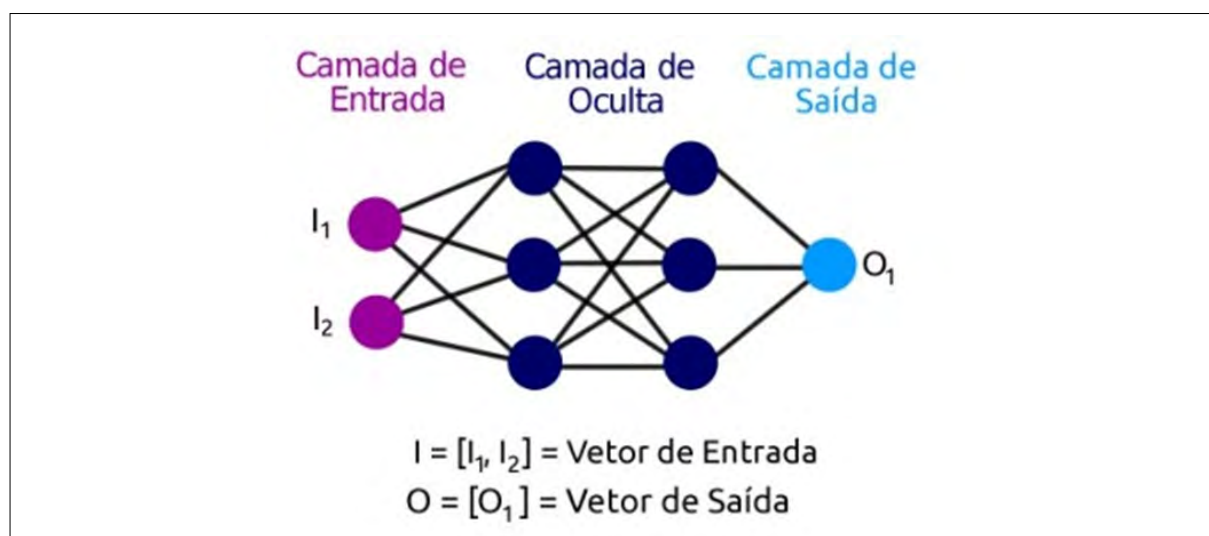 Camada de
Entrada
Camada de
Oculta
Camada de
Saída
I₁
I₂
O₁
I = [I₁, I₂] = Vetor de Entrada
O = [O₁] = Vetor de Saída